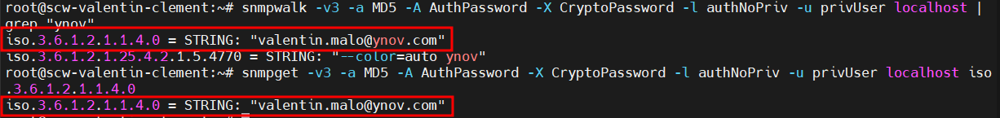 root@scw-valentin-clement:~# snmpwalk -v3 -a MD5 -A AuthPassword -X CryptoPassword -l authNoPriv -u privUser localhost |
grep "ynov"
iso.3.6.1.2.1.1.4.0 = STRING: "valentin.malo@ynov.com"
iso.3.6.1.2.1.25.4.2.1.5.4770 = STRING: "--color=auto ynov"
root@scw-valentin-clement:~# snmpget -v3 -a MD5 -A AuthPassword -X CryptoPassword -l authNoPriv -u privUser localhost iso
.3.6.1.2.1.1.4.0
iso.3.6.1.2.1.1.4.0 = STRING: "valentin.malo@ynov.com"